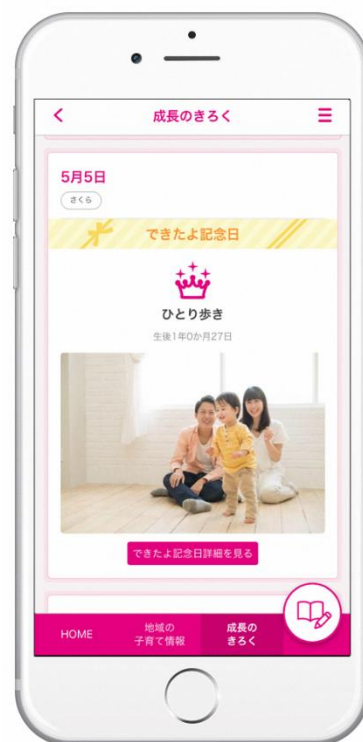 成長のきろく
5月5日
さくら
できたよ記念日
ひとり歩き
生後1年0か月27日
できたよ記念日詳細を見る
HOME
地域の
子育て情報
成長の
きろく